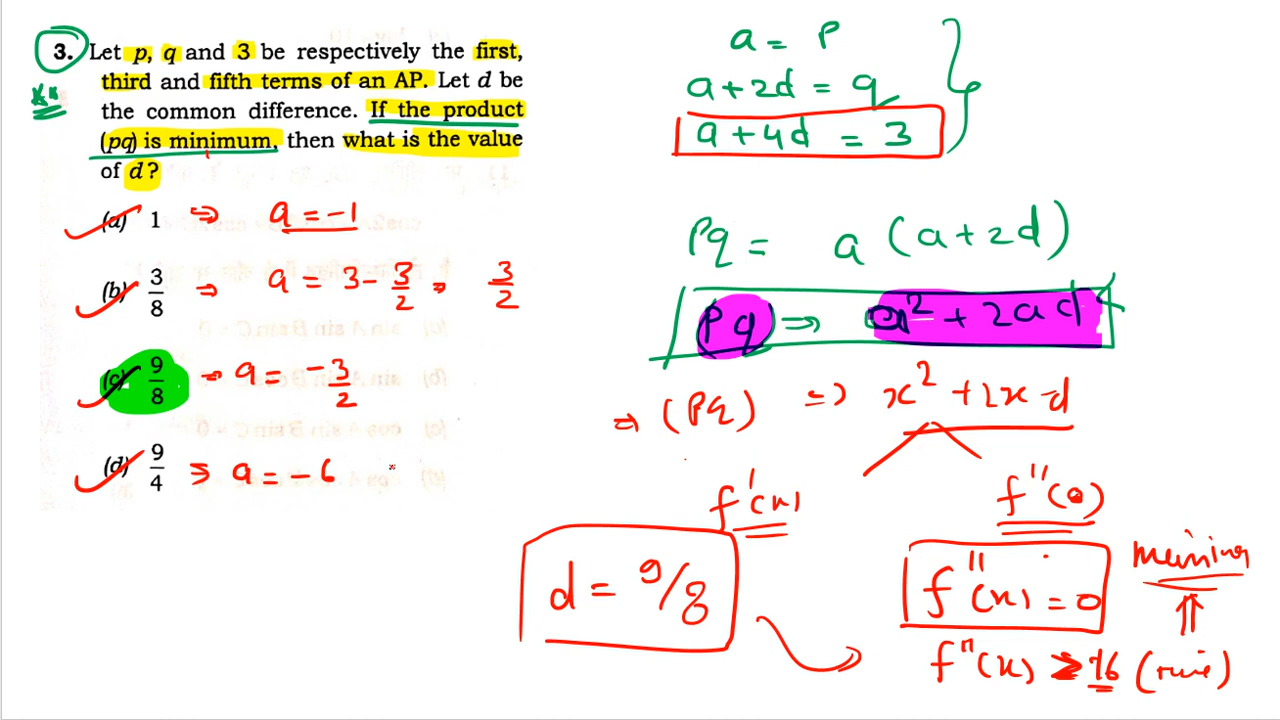 3. Let p, q and 3 be respectively the first,
third and fifth terms of an AP. Let d be
the common difference. If the product
(pq) is minimum, then what is the value
of d?
(a) 1 ⇒ a = -1
(b) 3/8 ⇒ a = 3 - 3/2 = 3/2
(c) 9/8 ⇒ a = -3/2
(d) 9/4 ⇒ a = -6
a = P
a + 2d = q
a + 4d = 3
Pq = a (a + 2d)
Pq ⇒ a² + 2ad
⇒ (Pq) ⇒ x² + 2x-d
f'(x)
f''(0)
d = 9/8
f''(x) = 0
f''(x) > 16